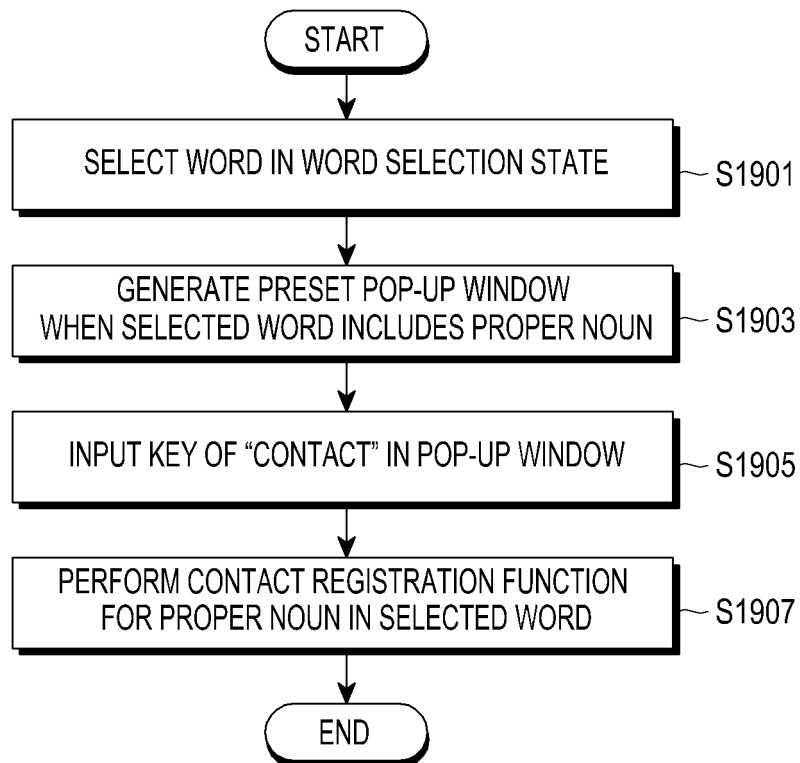 START
SELECT WORD IN WORD SELECTION STATE
S1901
GENERATE PRESET POP-UP WINDOW
WHEN SELECTED WORD INCLUDES PROPER NOUN
S1903
INPUT KEY OF “CONTACT” IN POP-UP WINDOW
S1905
PERFORM CONTACT REGISTRATION FUNCTION
FOR PROPER NOUN IN SELECTED WORD
S1907
END